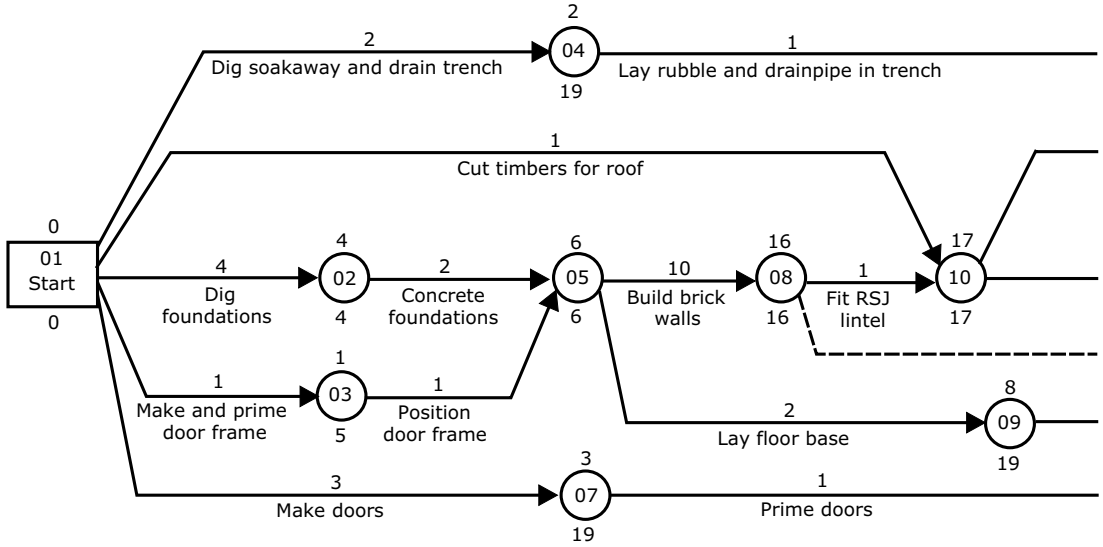 2
2
04
1
Dig soakaway and drain trench
Lay rubble and drainpipe in trench
19
1
Cut timbers for roof
0
01
Start
0
4
Dig
foundations
4
02
4
2
Concrete
foundations
6
05
6
10
Build brick
walls
16
08
16
1
Fit RSJ
lintel
17
10
17
1
Make and prime
door frame
1
03
5
1
Position
door frame
2
Lay floor base
8
09
19
3
Make doors
3
07
19
1
Prime doors